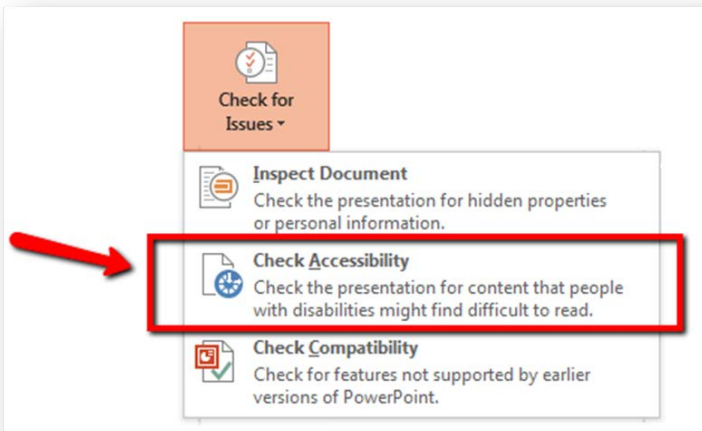 Check for
Issues
Inspect Document
Check the presentation for hidden properties
or personal information.
Check Accessibility
Check the presentation for content that people
with disabilities might find difficult to read.
Check Compatibility
Check for features not supported by earlier
versions of PowerPoint.